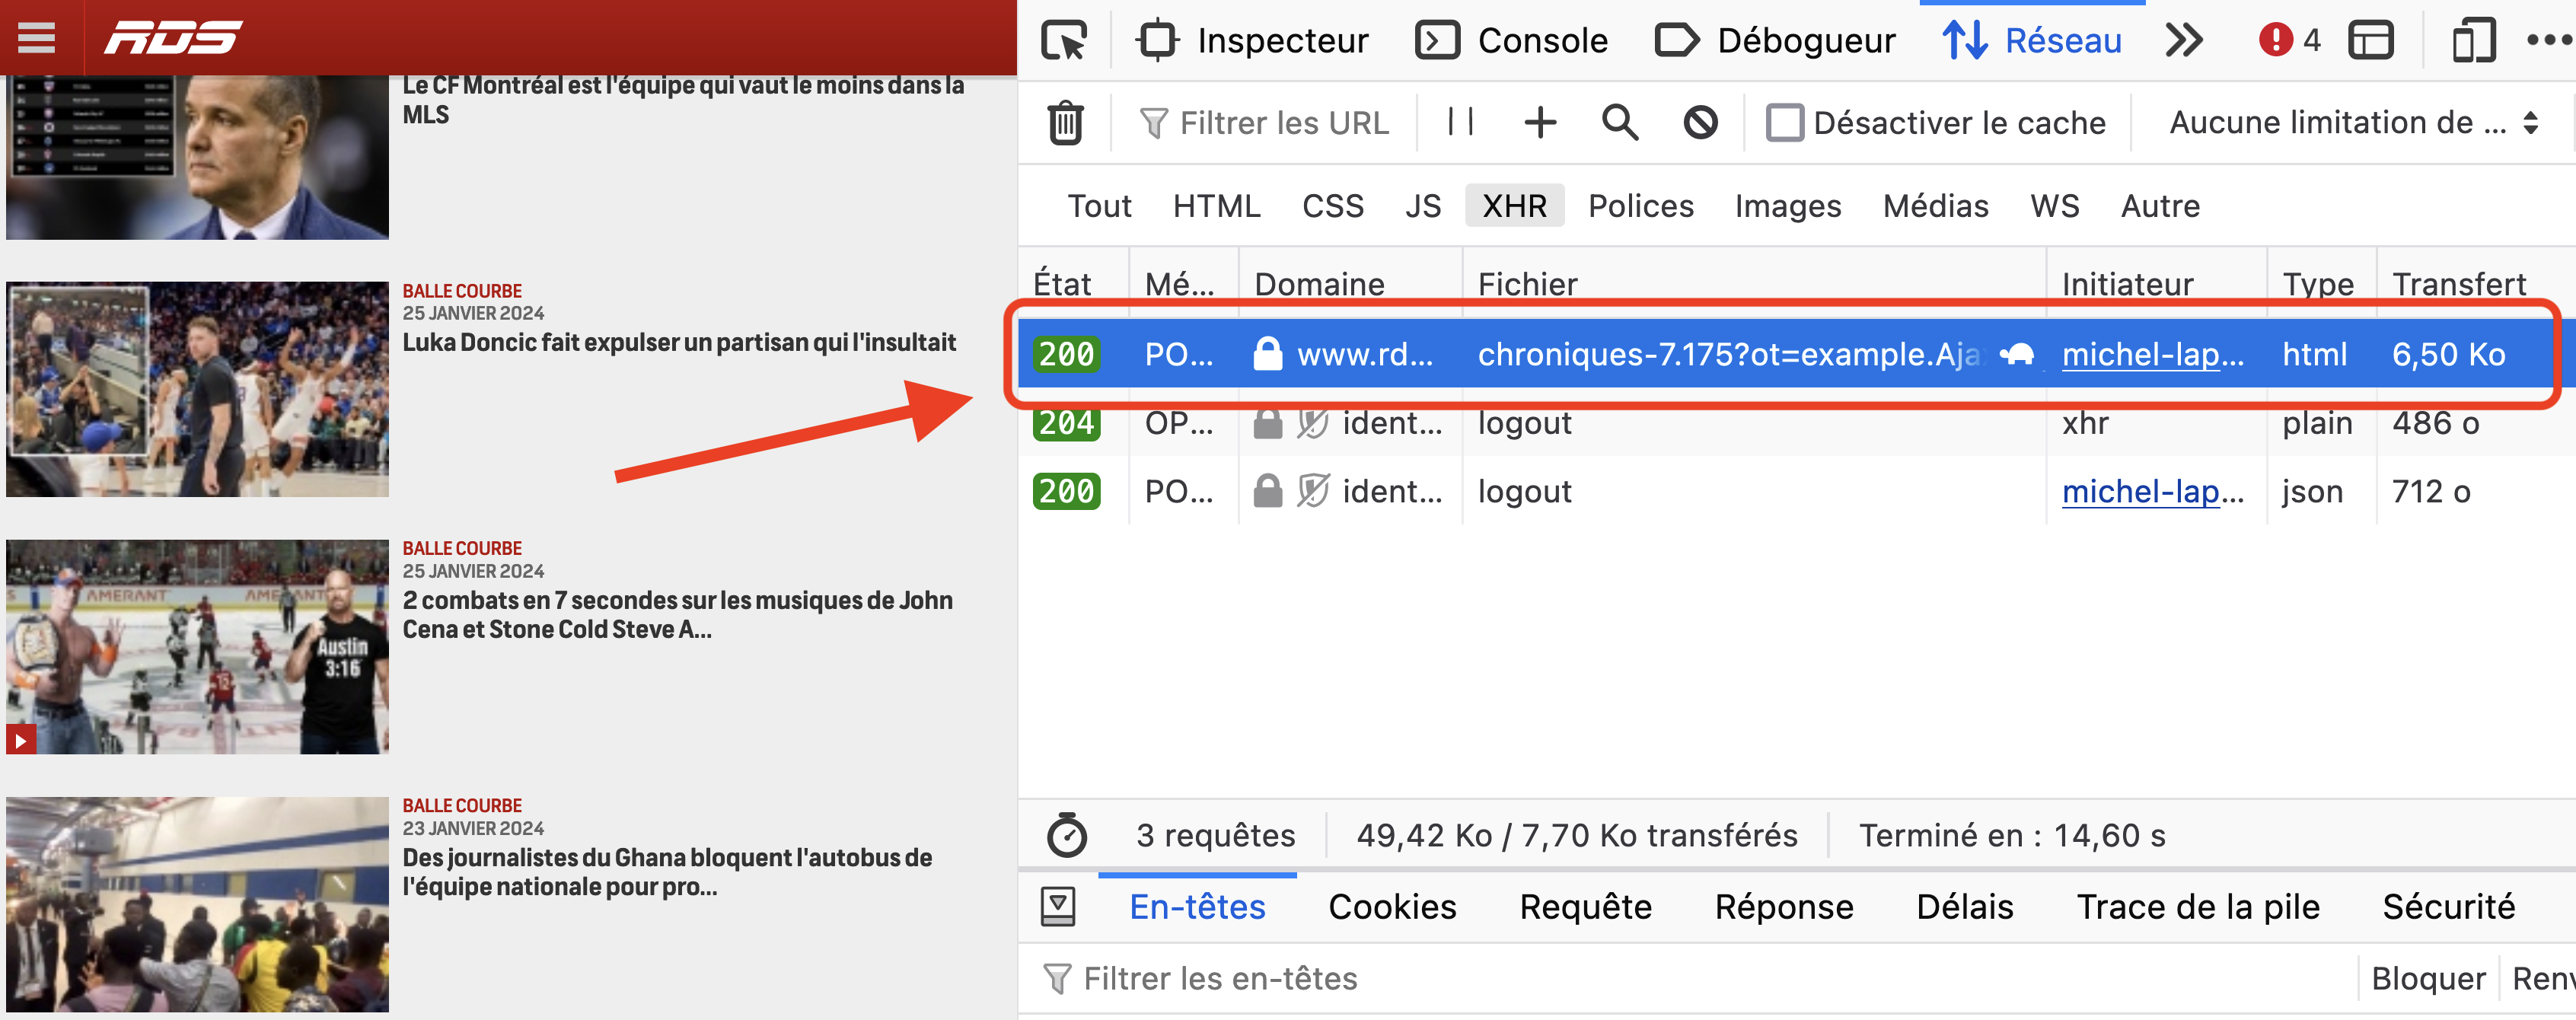 RDS
Le CF Montréal est l'équipe qui vaut le moins dans la
MLS
BALLE COURBE
25 JANVIER 2024
Luka Doncic fait expulser un partisan qui l'insultait
BALLE COURBE
25 JANVIER 2024
2 combats en 7 secondes sur les musiques de John
Cena et Stone Cold Steve A...
AMERANT
Austin
3:16
BALLE COURBE
23 JANVIER 2024
Des journalistes du Ghana bloquent l'autobus de
l'équipe nationale pour pro...
Inspecteur Console Débogueur Réseau 4
Filtrer les URL Désactiver le cache Aucune limitation de ...
Tout HTML CSS JS XHR Polices Images Médias WS Autre
État Mé... Domaine Fichier Initiateur Type Transfert
200 PO... www.rd... chroniques-7.175?ot=example.Aja michel-lap... html 6,50 Ko
204 OP... ident... logout xhr plain 486 o
200 PO... ident... logout michel-lap... json 712 o
3 requêtes 49,42 Ko / 7,70 Ko transférés Terminé en : 14,60 s
En-têtes Cookies Requête Réponse Délais Trace de la pile Sécurité
Filtrer les en-têtes Bloquer Renv